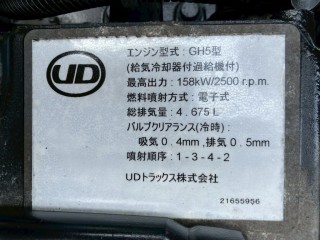 UD
エンジン型式：GH5型
(給気冷却器付過給機付)
最高出力：158kW/2500 r.p.m.
燃料噴射方式：電子式
総排気量：4.675 L
バルブクリアランス(冷時)：
吸気 0.4mm ,排気 0.5mm
噴射順序：1-3-4-2
UDトラックス株式会社
21655956